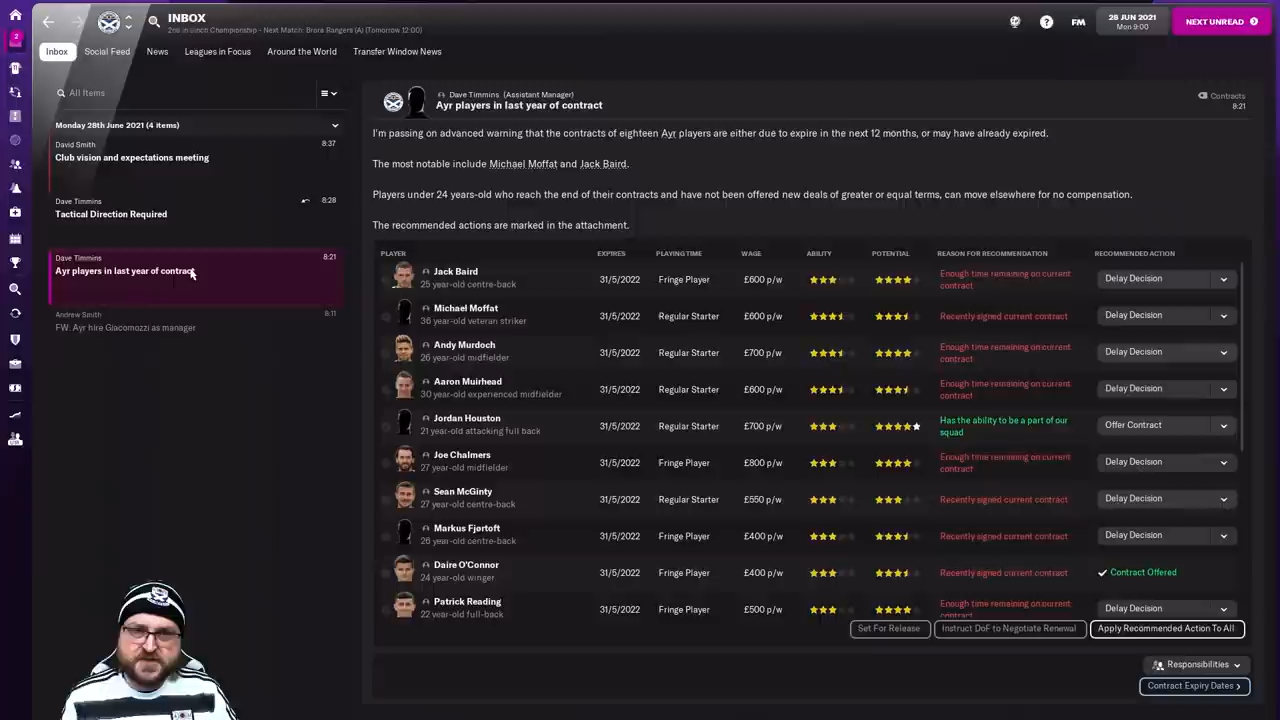 INBOX
2nd in cinch Championship - Next Match: Brora Rangers (A) (Tomorrow 12:00)
FM
28 JUN 2021
Mon 9:00
NEXT UNREAD
2
Inbox
Social Feed
News
Leagues in Focus
Around the World
Transfer Window News
All Items
Monday 28th June 2021 (4 items)
David Smith 8:37
Club vision and expectations meeting
Dave Timmins 8:28
Tactical Direction Required
Dave Timmins 8:21
Ayr players in last year of contract
Andrew Smith 8:11
FW: Ayr hire Giacomozzi as manager
Dave Timmins (Assistant Manager)
Ayr players in last year of contract
Contracts
8:21
I'm passing on advanced warning that the contracts of eighteen Ayr players are either due to expire in the next 12 months, or may have already expired.
The most notable include Michael Moffat and Jack Baird.
Players under 24 years-old who reach the end of their contracts and have not been offered new deals of greater or equal terms, can move elsewhere for no compensation.
The recommended actions are marked in the attachment.
PLAYER EXPIRES PLAYING TIME WAGE ABILITY POTENTIAL REASON FOR RECOMMENDATION RECOMMENDED ACTION
Jack Baird
25 year-old centre-back
31/5/2022 Fringe Player £600 p/w
Enough time remaining on current
contract
Delay Decision
Michael Moffat
36 year-old veteran striker
31/5/2022 Regular Starter £600 p/w
Recently signed current contract
Delay Decision
Andy Murdoch
26 year-old midfielder
31/5/2022 Regular Starter £700 p/w
Enough time remaining on current
contract
Delay Decision
Aaron Muirhead
30 year-old experienced midfielder
31/5/2022 Regular Starter £600 p/w
Enough time remaining on current
contract
Delay Decision
Jordan Houston
21 year-old attacking full back
31/5/2022 Regular Starter £700 p/w
Has the ability to be a part of our
squad
Offer Contract
Joe Chalmers
27 year-old midfielder
31/5/2022 Fringe Player £800 p/w
Enough time remaining on current
contract
Delay Decision
Sean McGinty
27 year-old centre-back
31/5/2022 Regular Starter £550 p/w
Recently signed current contract
Delay Decision
Markus Fjørtoft
26 year-old centre-back
31/5/2022 Fringe Player £400 p/w
Recently signed current contract
Delay Decision
Daire O'Connor
24 year-old winger
31/5/2022 Fringe Player £400 p/w
Recently signed current contract
Contract Offered
Patrick Reading
22 year-old full-back
31/5/2022 Fringe Player £500 p/w
Enough time remaining on current
contract
Delay Decision
Set For Release
Instruct DoF to Negotiate Renewal
Apply Recommended Action To All
Responsibilities
Contract Expiry Dates